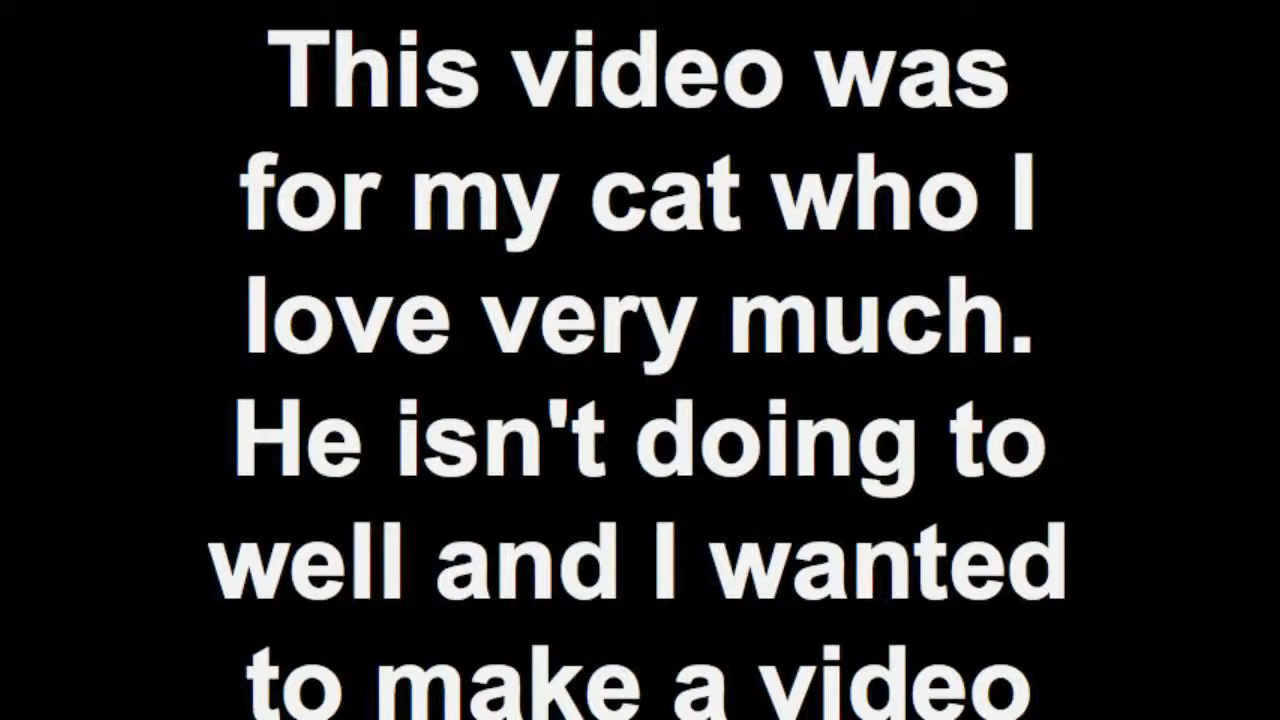 This video was
for my cat who I
love very much.
He isn't doing to
well and I wanted
to make a video